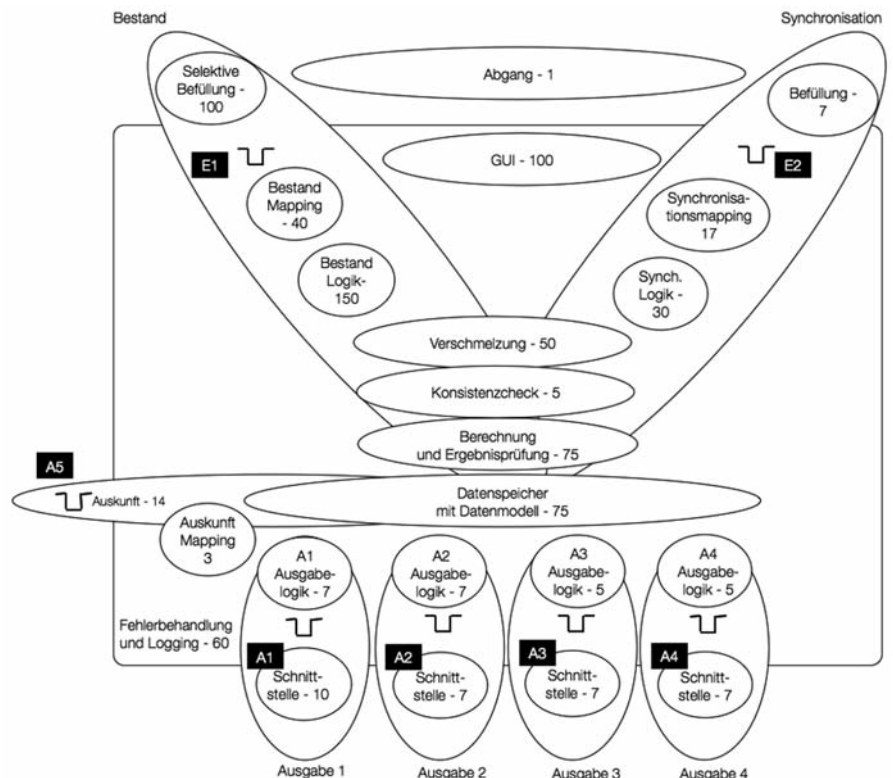 Bestand
Synchronisation
Selektive
Befüllung -
100
Abgang - 1
Befüllung -
7
GUI - 100
E1
E2
Bestand
Mapping
- 40
Synchronisa-
tionsmapping
17
Bestand
Logik-
150
Synch.
Logik -
30
Verschmelzung - 50
Konsistenzcheck - 5
Berechnung
und Ergebnisprüfung - 75
A5
Auskunft - 14
Datenspeicher
mit Datenmodell - 75
Auskunft
Mapping
3
A1
Ausgabe-
logik - 7
A2
Ausgabe-
logik - 7
A3
Ausgabe-
logik - 5
A4
Ausgabe-
logik - 5
Fehlerbehandlung
und Logging - 60
A1
Schnitt-
stelle - 10
A2
Schnitt-
stelle - 7
A3
Schnitt-
stelle - 7
A4
Schnitt-
stelle - 7
Ausgabe 1
Ausgabe 2
Ausgabe 3
Ausgabe 4